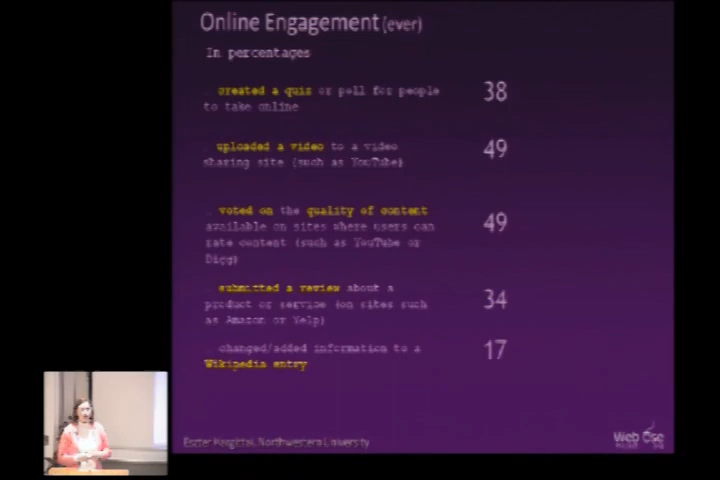 Online Engagement (ever)
In percentages
… created a quiz or poll for people
to take online
38
… uploaded a video to a video
sharing site (such as YouTube)
49
… voted on the quality of content
available on sites where users can
rate content (such as YouTube or
Digg)
49
… submitted a review about a
product or service (on sites such
as Amazon or Yelp)
34
… changed/added information to a
Wikipedia entry
17
Eszter Hargittai, Northwestern University
Web Use